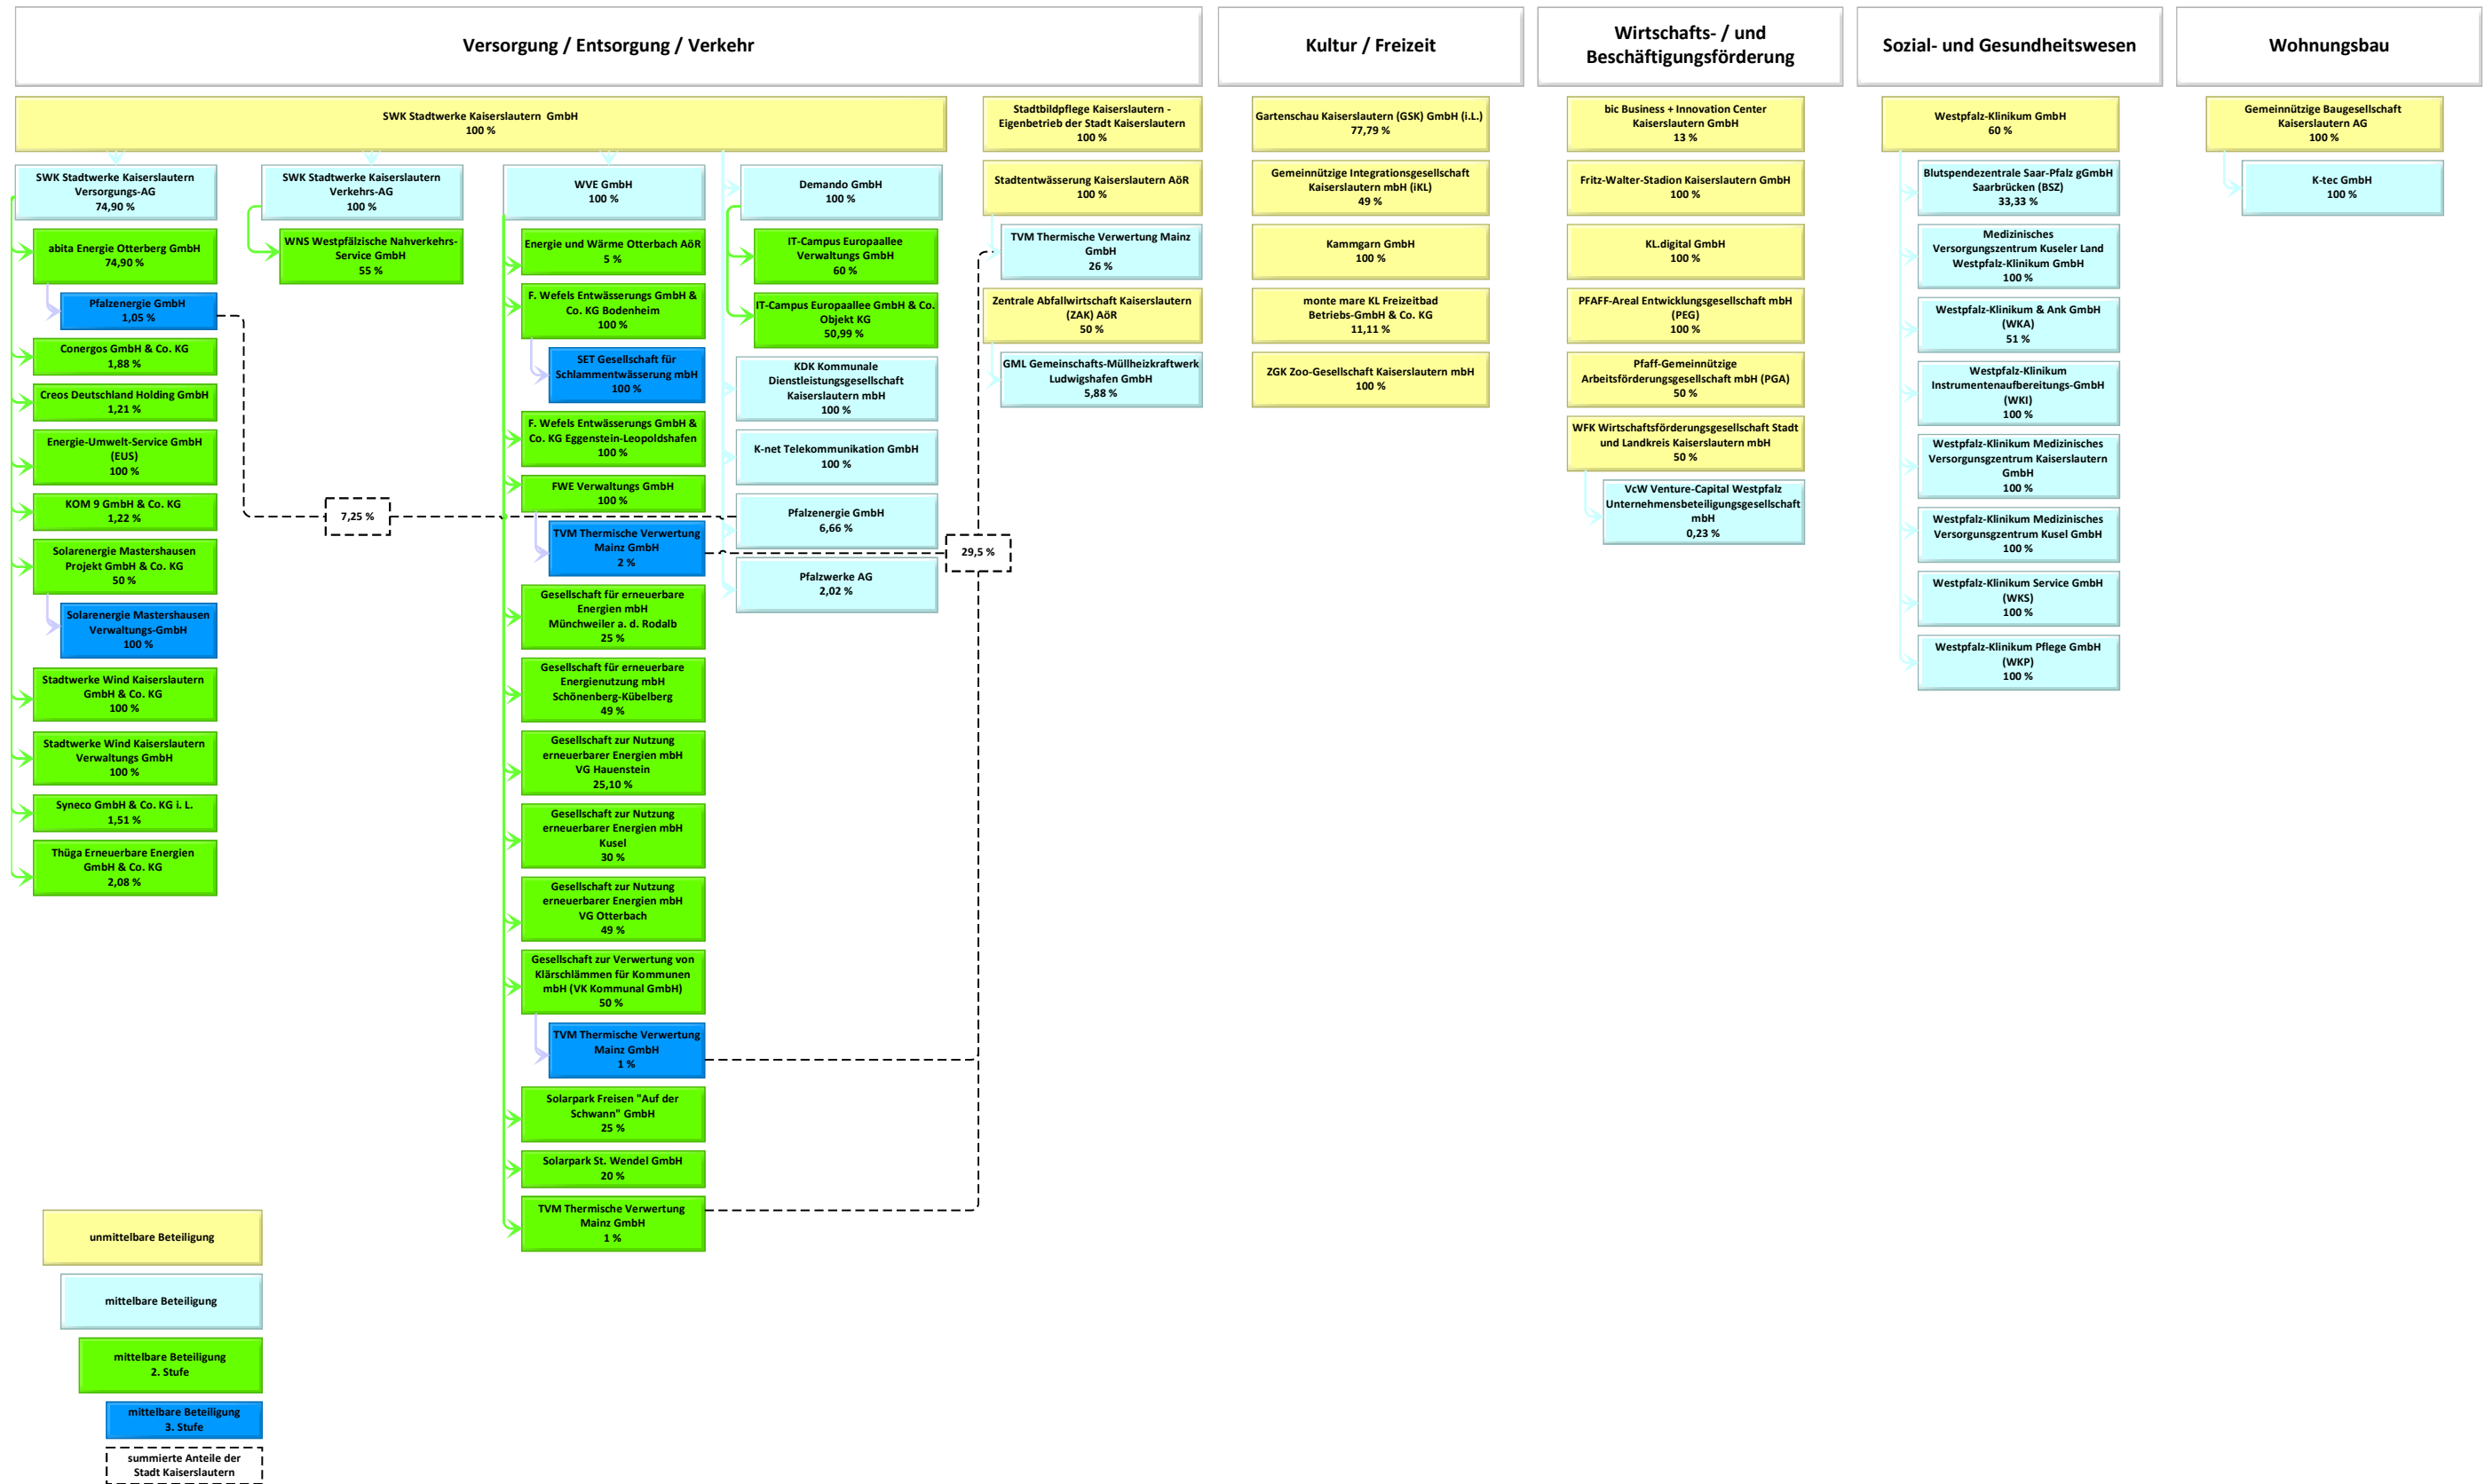 Versorgung / Entsorgung / Verkehr
Kultur / Freizeit
Wirtschafts- / und
Beschäftigungsförderung
Sozial- und Gesundheitswesen
Wohnungsbau
SWK Stadtwerke Kaiserslautern GmbH
100 %
SWK Stadtwerke Kaiserslautern
Versorgungs-AG
74,90 %
abita Energie Otterberg GmbH
74,90 %
Pfalzenergie GmbH
1,05 %
Conergos GmbH & Co. KG
1,88 %
Creos Deutschland Holding GmbH
1,21 %
Energie-Umwelt-Service GmbH
(EUS)
100 %
KOM 9 GmbH & Co. KG
1,22 %
Solarenergie Mastershausen
Projekt GmbH & Co. KG
50 %
Solarenergie Mastershausen
Verwaltungs-GmbH
100 %
Stadtwerke Wind Kaiserslautern
GmbH & Co. KG
100 %
Stadtwerke Wind Kaiserslautern
Verwaltungs GmbH
100 %
Syneco GmbH & Co. KG i. L.
1,51 %
Thüga Erneuerbare Energien
GmbH & Co. KG
2,08 %
SWK Stadtwerke Kaiserslautern
Verkehrs-AG
100 %
WNS Westpfälzische Nahverkehrs-
Service GmbH
55 %
7,25 %
WVE GmbH
100 %
Energie und Wärme Otterbach AöR
5 %
F. Wefels Entwässerungs GmbH &
Co. KG Bodenheim
100 %
SET Gesellschaft für
Schlammentwässerung mbH
100 %
F. Wefels Entwässerungs GmbH &
Co. KG Eggenstein-Leopoldshafen
100 %
FWE Verwaltungs GmbH
100 %
TVM Thermische Verwertung
Mainz GmbH
2 %
Gesellschaft für erneuerbare
Energien mbH
Münchweiler a. d. Rodalb
25 %
Gesellschaft für erneuerbare
Energienutzung mbH
Schönenberg-Kübelberg
49 %
Gesellschaft zur Nutzung
erneuerbarer Energien mbH
VG Hauenstein
25,10 %
Gesellschaft zur Nutzung
erneuerbarer Energien mbH
Kusel
30 %
Gesellschaft zur Nutzung
erneuerbarer Energien mbH
VG Otterbach
49 %
Gesellschaft zur Verwertung von
Klärschlämmen für Kommunen
mbH (VK Kommunal GmbH)
50 %
TVM Thermische Verwertung
Mainz GmbH
1 %
Solarpark Freisen "Auf der
Schwann" GmbH
25 %
Solarpark St. Wendel GmbH
20 %
TVM Thermische Verwertung
Mainz GmbH
1 %
Demando GmbH
100 %
IT-Campus Europaallee
Verwaltungs GmbH
60 %
IT-Campus Europaallee GmbH & Co.
Objekt KG
50,99 %
KDK Kommunale
Dienstleistungsgesellschaft
Kaiserslautern mbH
100 %
K-net Telekommunikation GmbH
100 %
Pfalzenergie GmbH
6,66 %
Pfalzwerke AG
2,02 %
29,5 %
Stadtbildpflege Kaiserslautern -
Eigenbetrieb der Stadt Kaiserslautern
100 %
Stadtentwässerung Kaiserslautern AöR
100 %
TVM Thermische Verwertung Mainz
GmbH
26 %
Zentrale Abfallwirtschaft Kaiserslautern
(ZAK) AöR
50 %
GML Gemeinschafts-Müllheizkraftwerk
Ludwigshafen GmbH
5,88 %
Gartenschau Kaiserslautern (GSK) GmbH (i.L.)
77,79 %
Gemeinnützige Integrationsgesellschaft
Kaiserslautern mbH (iKL)
49 %
Kammgarn GmbH
100 %
monte mare KL Freizeitbad
Betriebs-GmbH & Co. KG
11,11 %
ZGK Zoo-Gesellschaft Kaiserslautern mbH
100 %
bic Business + Innovation Center
Kaiserslautern GmbH
13 %
Fritz-Walter-Stadion Kaiserslautern GmbH
100 %
KL.digital GmbH
100 %
PFAFF-Areal Entwicklungsgesellschaft mbH
(PEG)
100 %
Pfaff-Gemeinnützige
Arbeitsförderungsgesellschaft mbH (PGA)
50 %
WFK Wirtschaftsförderungsgesellschaft Stadt
und Landkreis Kaiserslautern mbH
50 %
VcW Venture-Capital Westpfalz
Unternehmensbeteiligungsgesellschaft
mbH
0,23 %
Westpfalz-Klinikum GmbH
60 %
Blutspendezentrale Saar-Pfalz gGmbH
Saarbrücken (BSZ)
33,33 %
Medizinisches
Versorgungszentrum Kuseler Land
Westpfalz-Klinikum GmbH
100 %
Westpfalz-Klinikum & Ank GmbH
(WKA)
51 %
Westpfalz-Klinikum
Instrumentenaufbereitungs-GmbH
(WKI)
100 %
Westpfalz-Klinikum Medizinisches
Versorgunsgzentrum Kaiserslautern
GmbH
100 %
Westpfalz-Klinikum Medizinisches
Versorgunsgzentrum Kusel GmbH
100 %
Westpfalz-Klinikum Service GmbH
(WKS)
100 %
Westpfalz-Klinikum Pflege GmbH
(WKP)
100 %
Gemeinnützige Baugesellschaft
Kaiserslautern AG
100 %
K-tec GmbH
100 %
unmittelbare Beteiligung
mittelbare Beteiligung
mittelbare Beteiligung
2. Stufe
mittelbare Beteiligung
3. Stufe
summierte Anteile der
Stadt Kaiserslautern